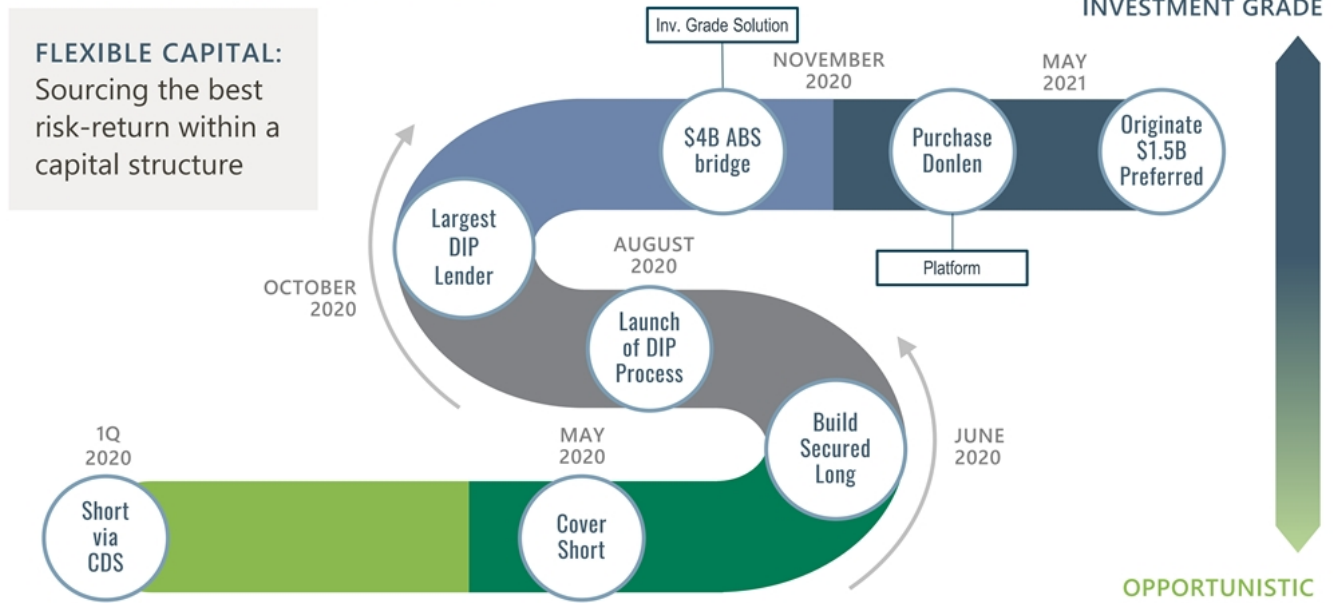 FLEXIBLE CAPITAL:
Sourcing the best
risk-return within a
capital structure
INVESTMENT GRADE
Inv. Grade Solution
NOVEMBER
2020
MAY
2021
$4B ABS
bridge
Purchase
Donlen
Originate
$1.5B
Preferred
Platform
Largest
DIP
Lender
OCTOBER
2020
AUGUST
2020
Launch
of DIP
Process
Build
Secured
Long
JUNE
2020
1Q
2020
MAY
2020
Short
via
CDS
Cover
Short
OPPORTUNISTIC